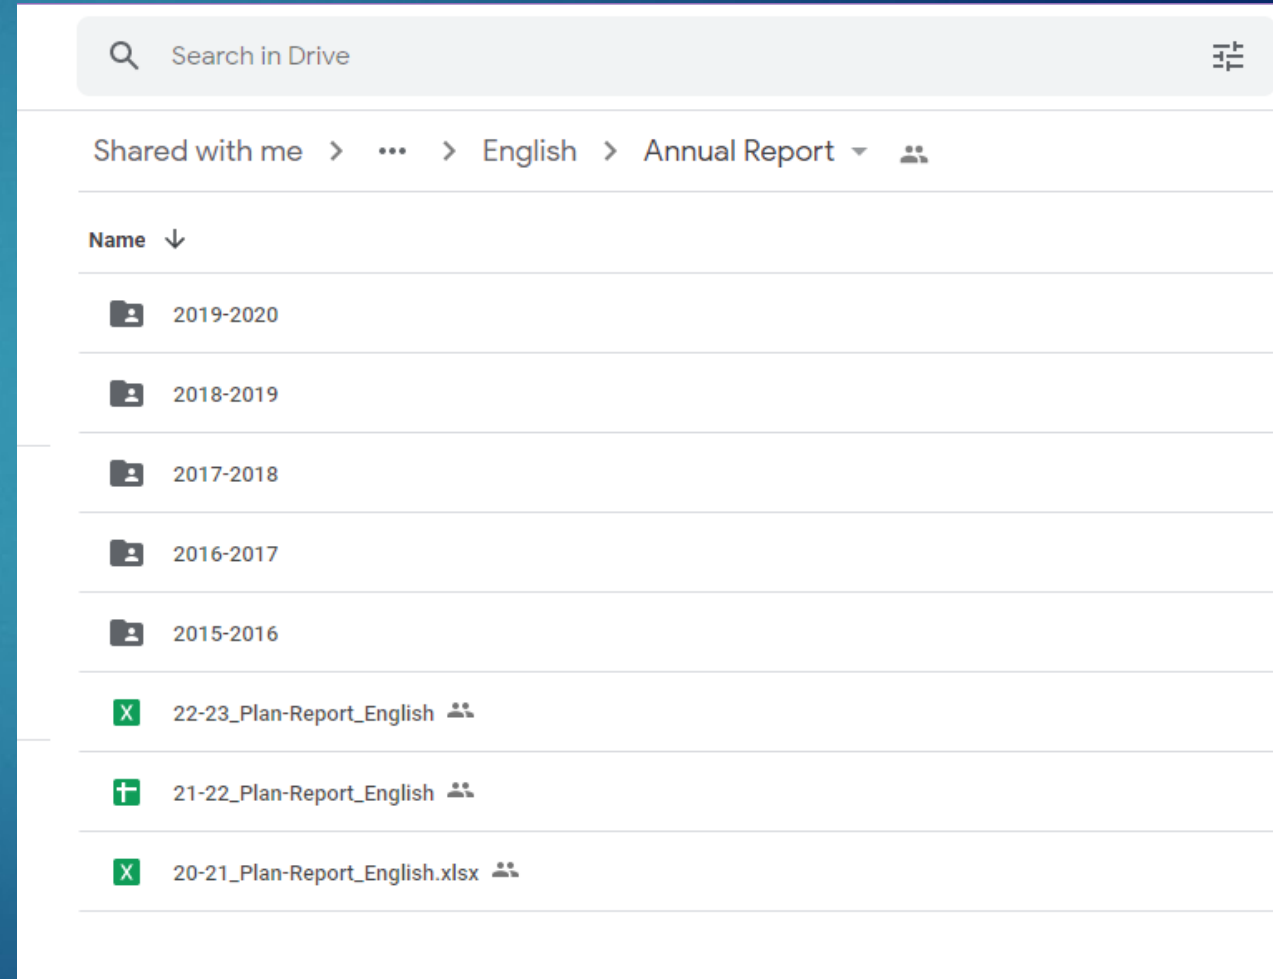 Search in Drive
Shared with me > ... > English > Annual Report
Name
2019-2020
2018-2019
2017-2018
2016-2017
2015-2016
22-23_Plan-Report_English
21-22_Plan-Report_English
20-21_Plan-Report_English.xlsx